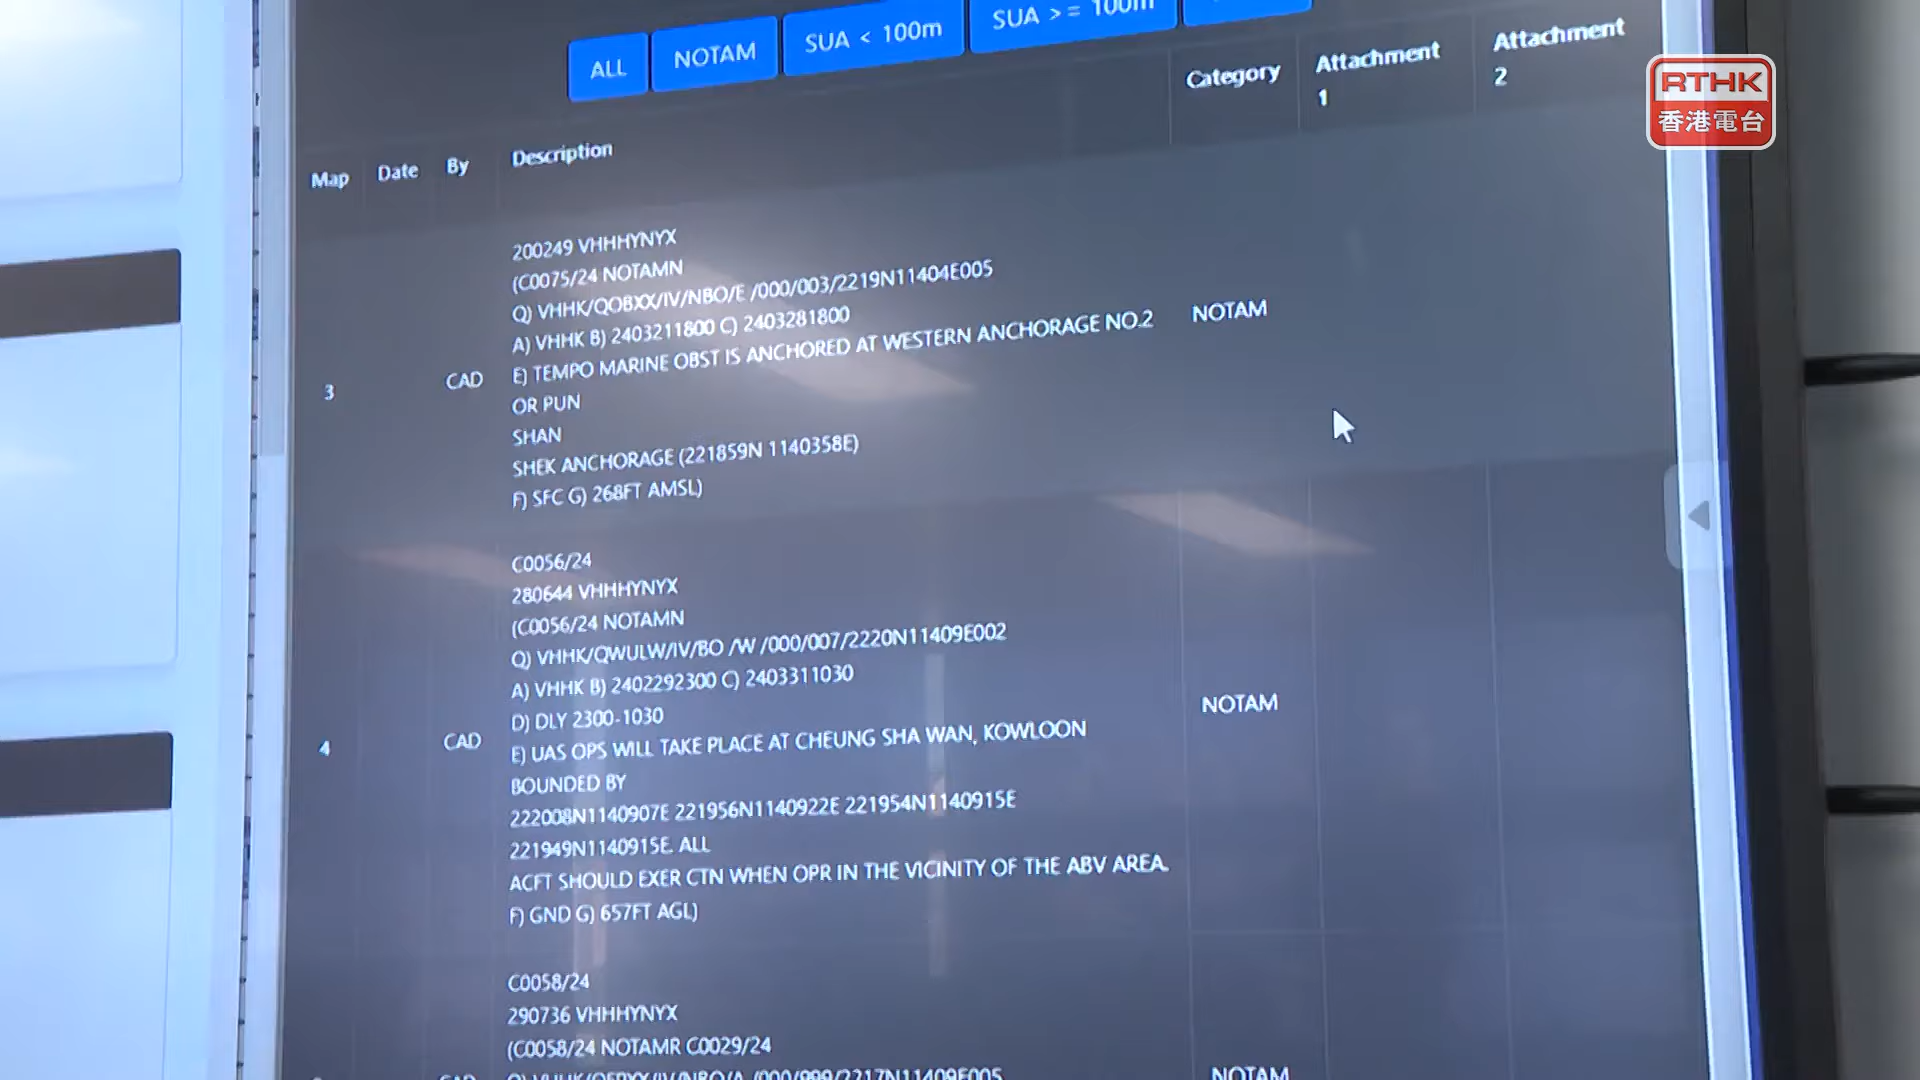 ALL NOTAM SUA < 100m SUA >= 100m
RTHK
香港電台
Map Date By Description Category Attachment 1 Attachment 2
200249 VHHHYNYX
(C0075/24 NOTAMN
Q) VHHK/QOBXX/IV/NBO/E /000/003/2219N11404E005
A) VHHK B) 2403211800 C) 2403281800
E) TEMPO MARINE OBST IS ANCHORED AT WESTERN ANCHORAGE NO.2
OR PUN
SHAN
SHEK ANCHORAGE (221859N 1140358E)
F) SFC G) 268FT AMSL)
3 CAD NOTAM
C0056/24
280644 VHHHYNYX
(C0056/24 NOTAMN
Q) VHHK/QWULW/IV/BO /W /000/007/2220N11409E002
A) VHHK B) 2402292300 C) 2403311030
D) DLY 2300-1030
E) UAS OPS WILL TAKE PLACE AT CHEUNG SHA WAN, KOWLOON
BOUNDED BY
222008N1140907E 221956N1140922E 221954N1140915E
221949N1140915E. ALL
ACFT SHOULD EXER CTN WHEN OPR IN THE VICINITY OF THE ABV AREA.
F) GND G) 657FT AGL)
4 CAD NOTAM
C0058/24
290736 VHHHYNYX
(C0058/24 NOTAMR C0029/24
CAD NOTAM